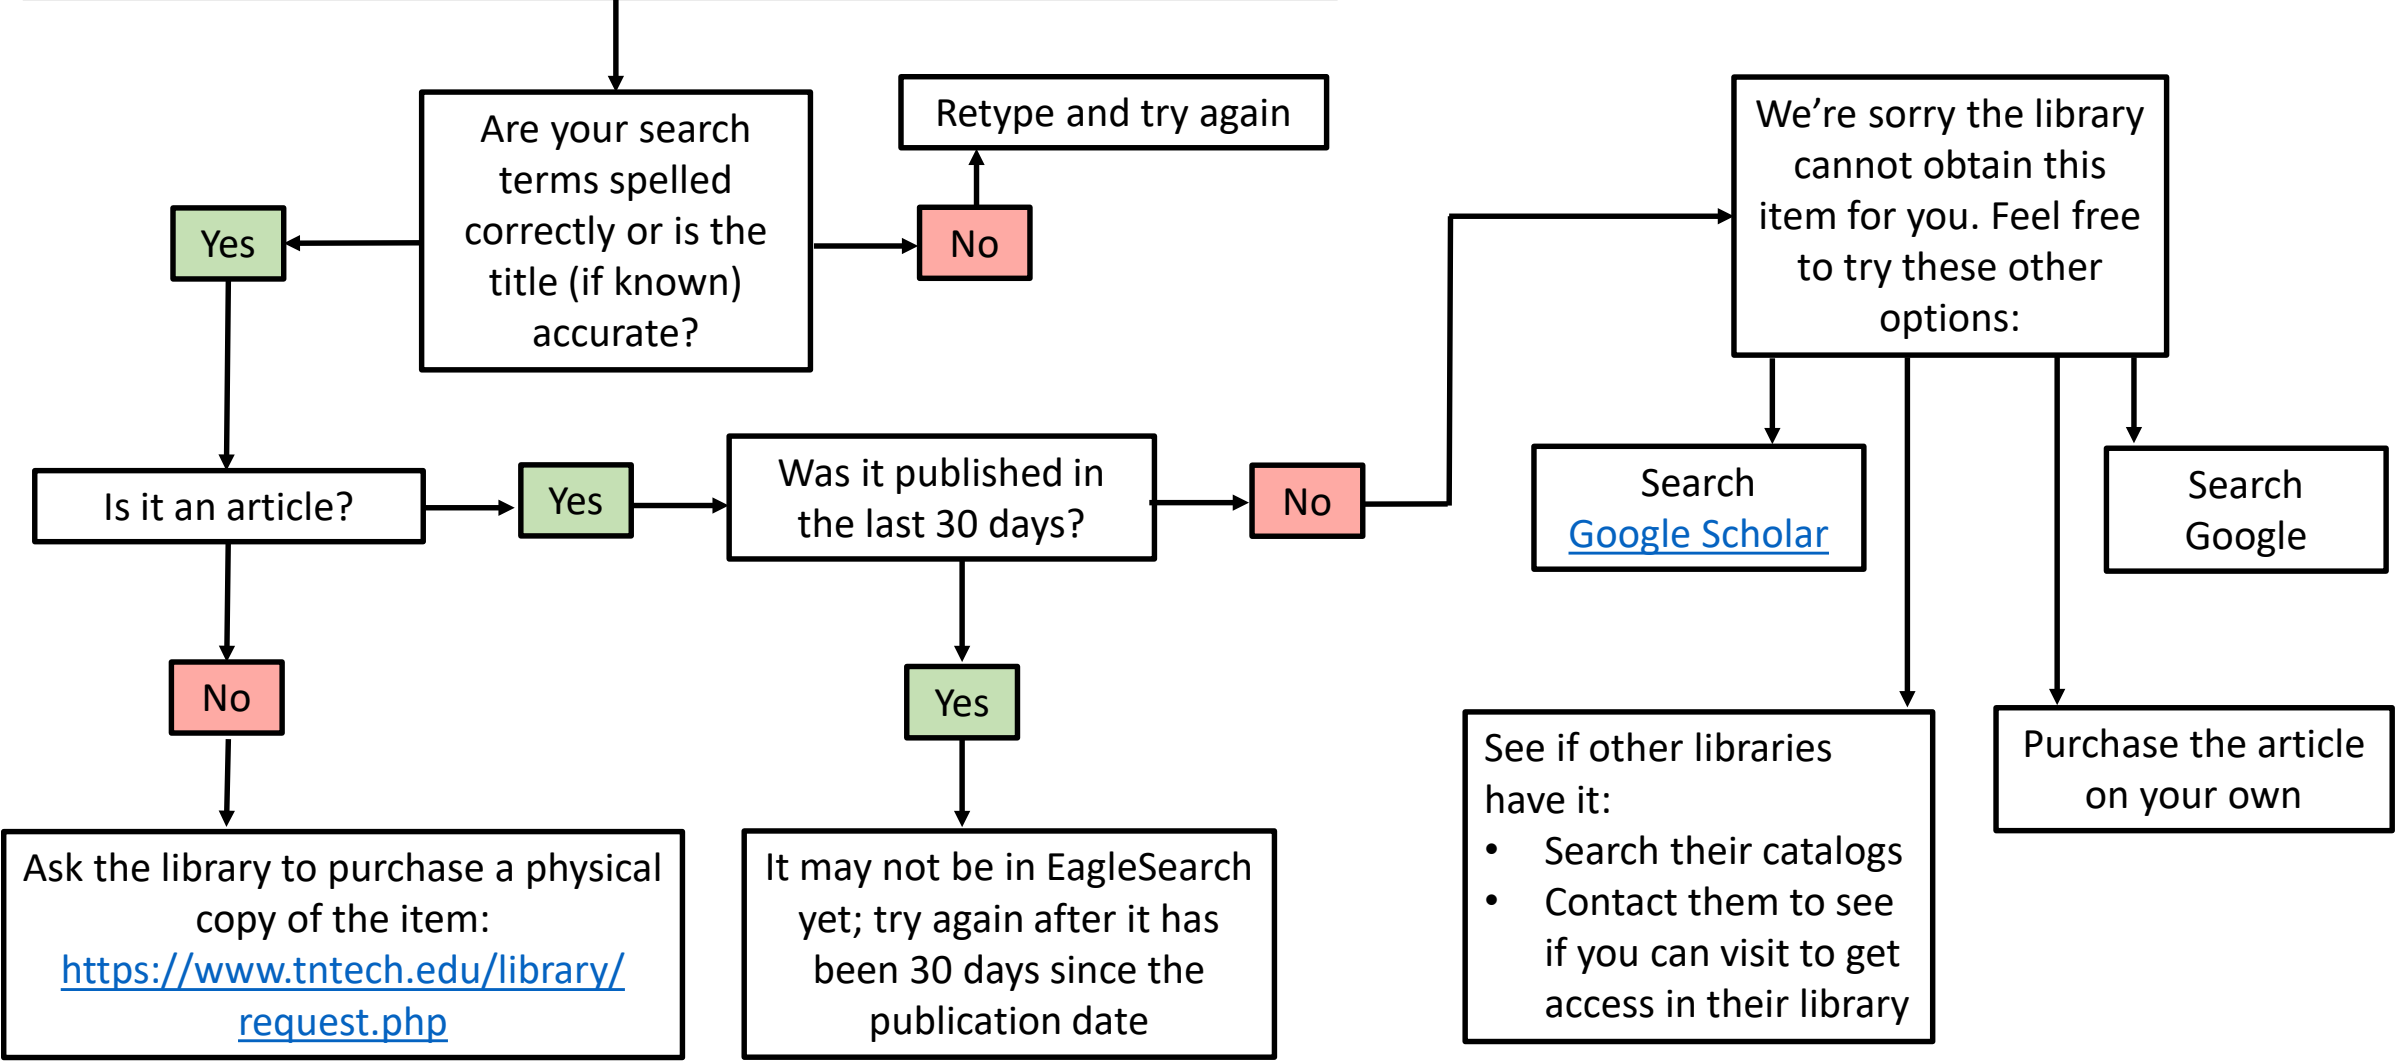 Are your search
terms spelled
correctly or is the
title (if known)
accurate?
Retype and try again
Yes
No
We’re sorry the library
cannot obtain this
item for you. Feel free
to try these other
options:
Is it an article?
Yes
Was it published in
the last 30 days?
No
Search
Google Scholar
Search
Google
No
Yes
See if other libraries
have it:
• Search their catalogs
• Contact them to see
if you can visit to get
access in their library
Purchase the article
on your own
Ask the library to purchase a physical
copy of the item:
https://www.tntech.edu/library/
request.php
It may not be in EagleSearch
yet; try again after it has
been 30 days since the
publication date